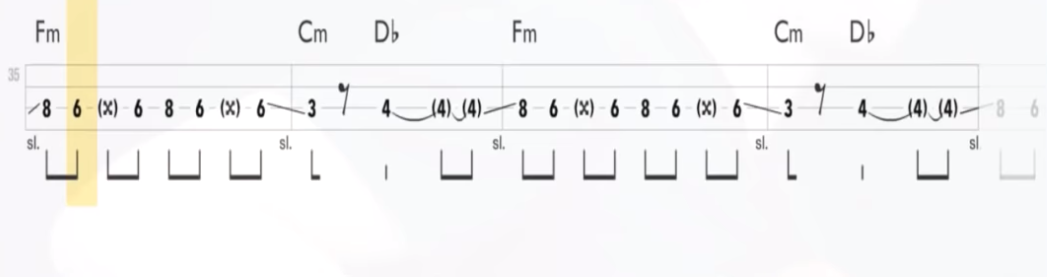 Fm Cm D♭ Fm Cm D♭
35
8 6 (x) 6 8 6 (x) 6 3 4 (4) (4) 8 6 (x) 6 8 6 (x) 6 3 4 (4) (4) 8 6
sl. sl. sl. sl. sl